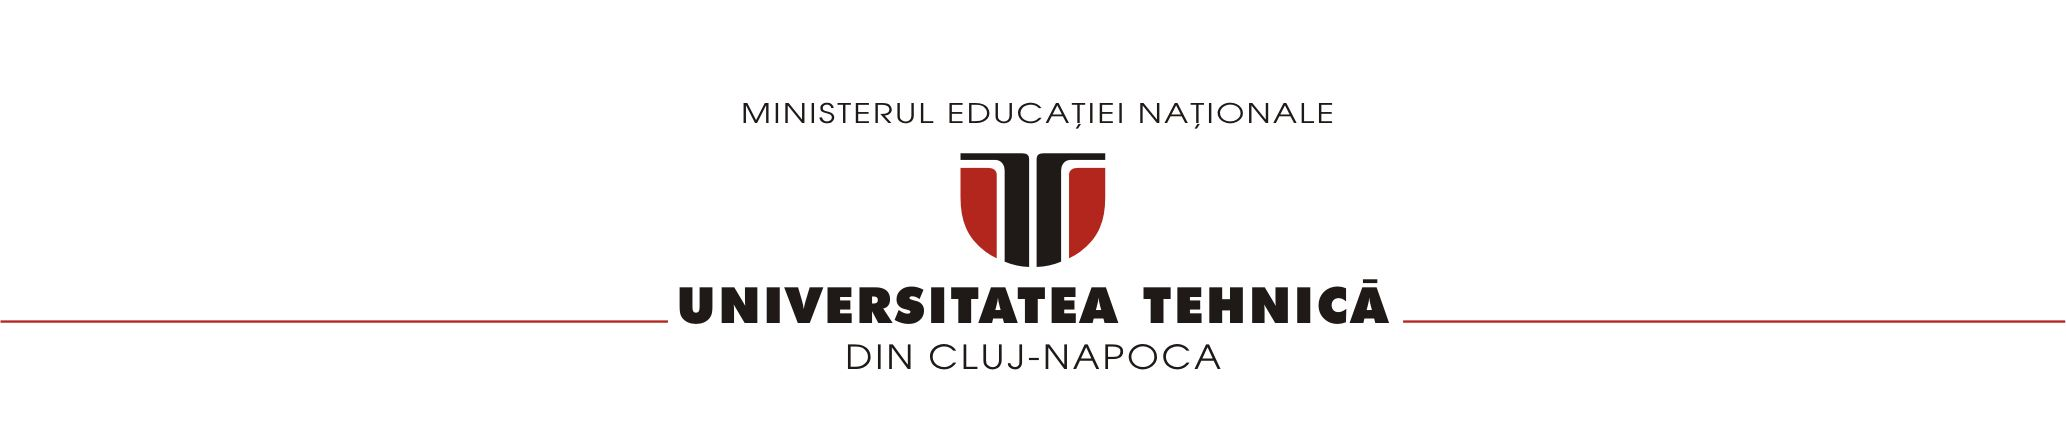 MINISTERUL EDUCAȚIEI NAȚIONALE
UNIVERSITATEA TEHNICĂ
DIN CLUJ-NAPOCA